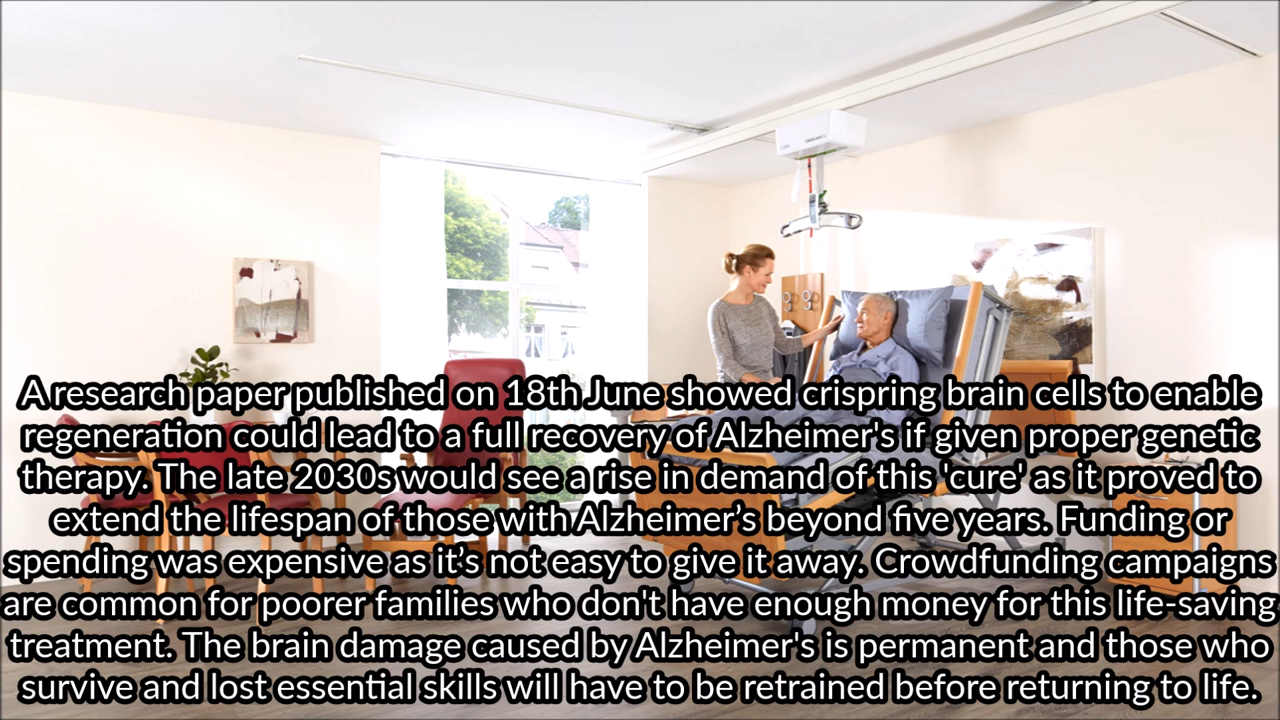 A research paper published on 18th June showed crispring brain cells to enable
regeneration could lead to a full recovery of Alzheimer's if given proper genetic
therapy. The late 2030s would see a rise in demand of this 'cure' as it proved to
extend the lifespan of those with Alzheimer’s beyond five years. Funding or
spending was expensive as it’s not easy to give it away. Crowdfunding campaigns
are common for poorer families who don't have enough money for this life-saving
treatment. The brain damage caused by Alzheimer's is permanent and those who
survive and lost essential skills will have to be retrained before returning to life.